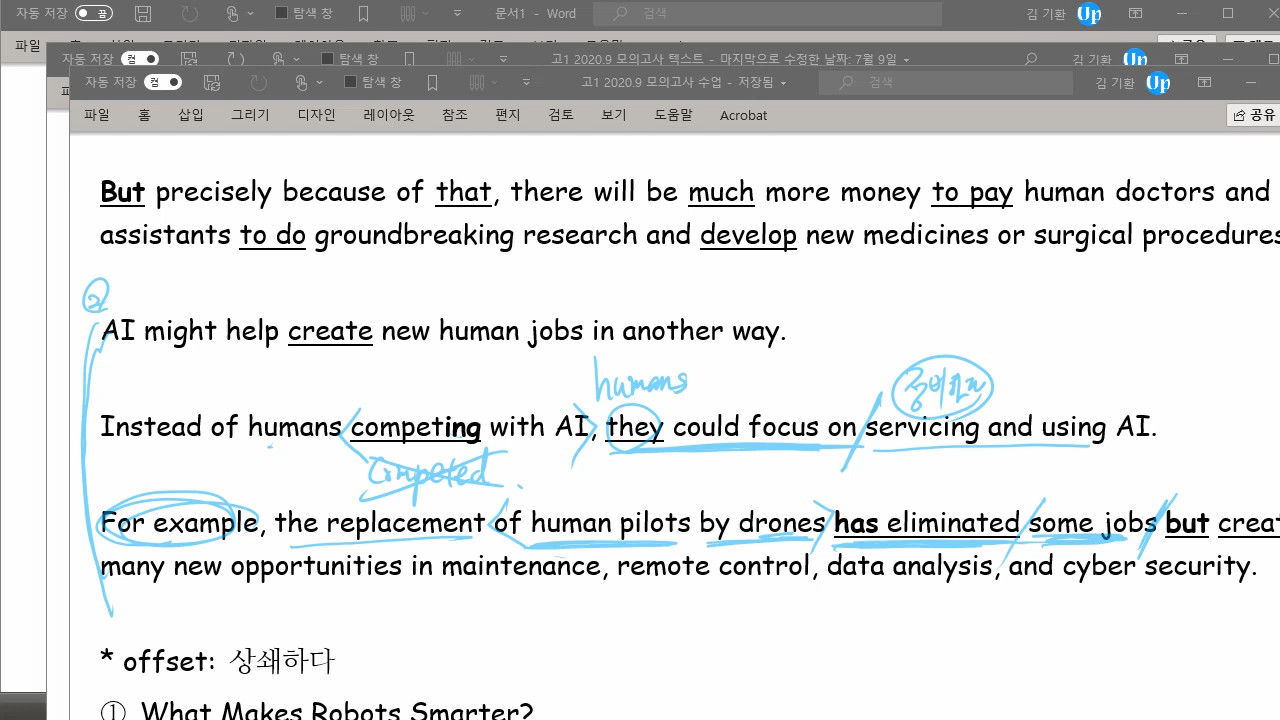 자동 저장 끔 탐색 창 문서1 - Word 검색 김 기환 Up
파일
자동 저장 켬 탐색 창 고1 2020.9 모의고사 텍스트 - 마지막으로 수정한 날짜: 7월 9일 김 기환 Up
자동 저장 켬 탐색 창 고1 2020.9 모의고사 수업 - 저장됨 검색 김 기환 Up
파일 홈 삽입 그리기 디자인 레이아웃 참조 편지 검토 보기 도움말 Acrobat 공유
But precisely because of that, there will be much more money to pay human doctors and
assistants to do groundbreaking research and develop new medicines or surgical procedures
AI might help create new human jobs in another way.
humans
Instead of humans competing with AI, they could focus on servicing and using AI.
competed
For example, the replacement of human pilots by drones has eliminated some jobs but creat
many new opportunities in maintenance, remote control, data analysis, and cyber security.
* offset: 상쇄하다
① What Makes Robots Smarter?